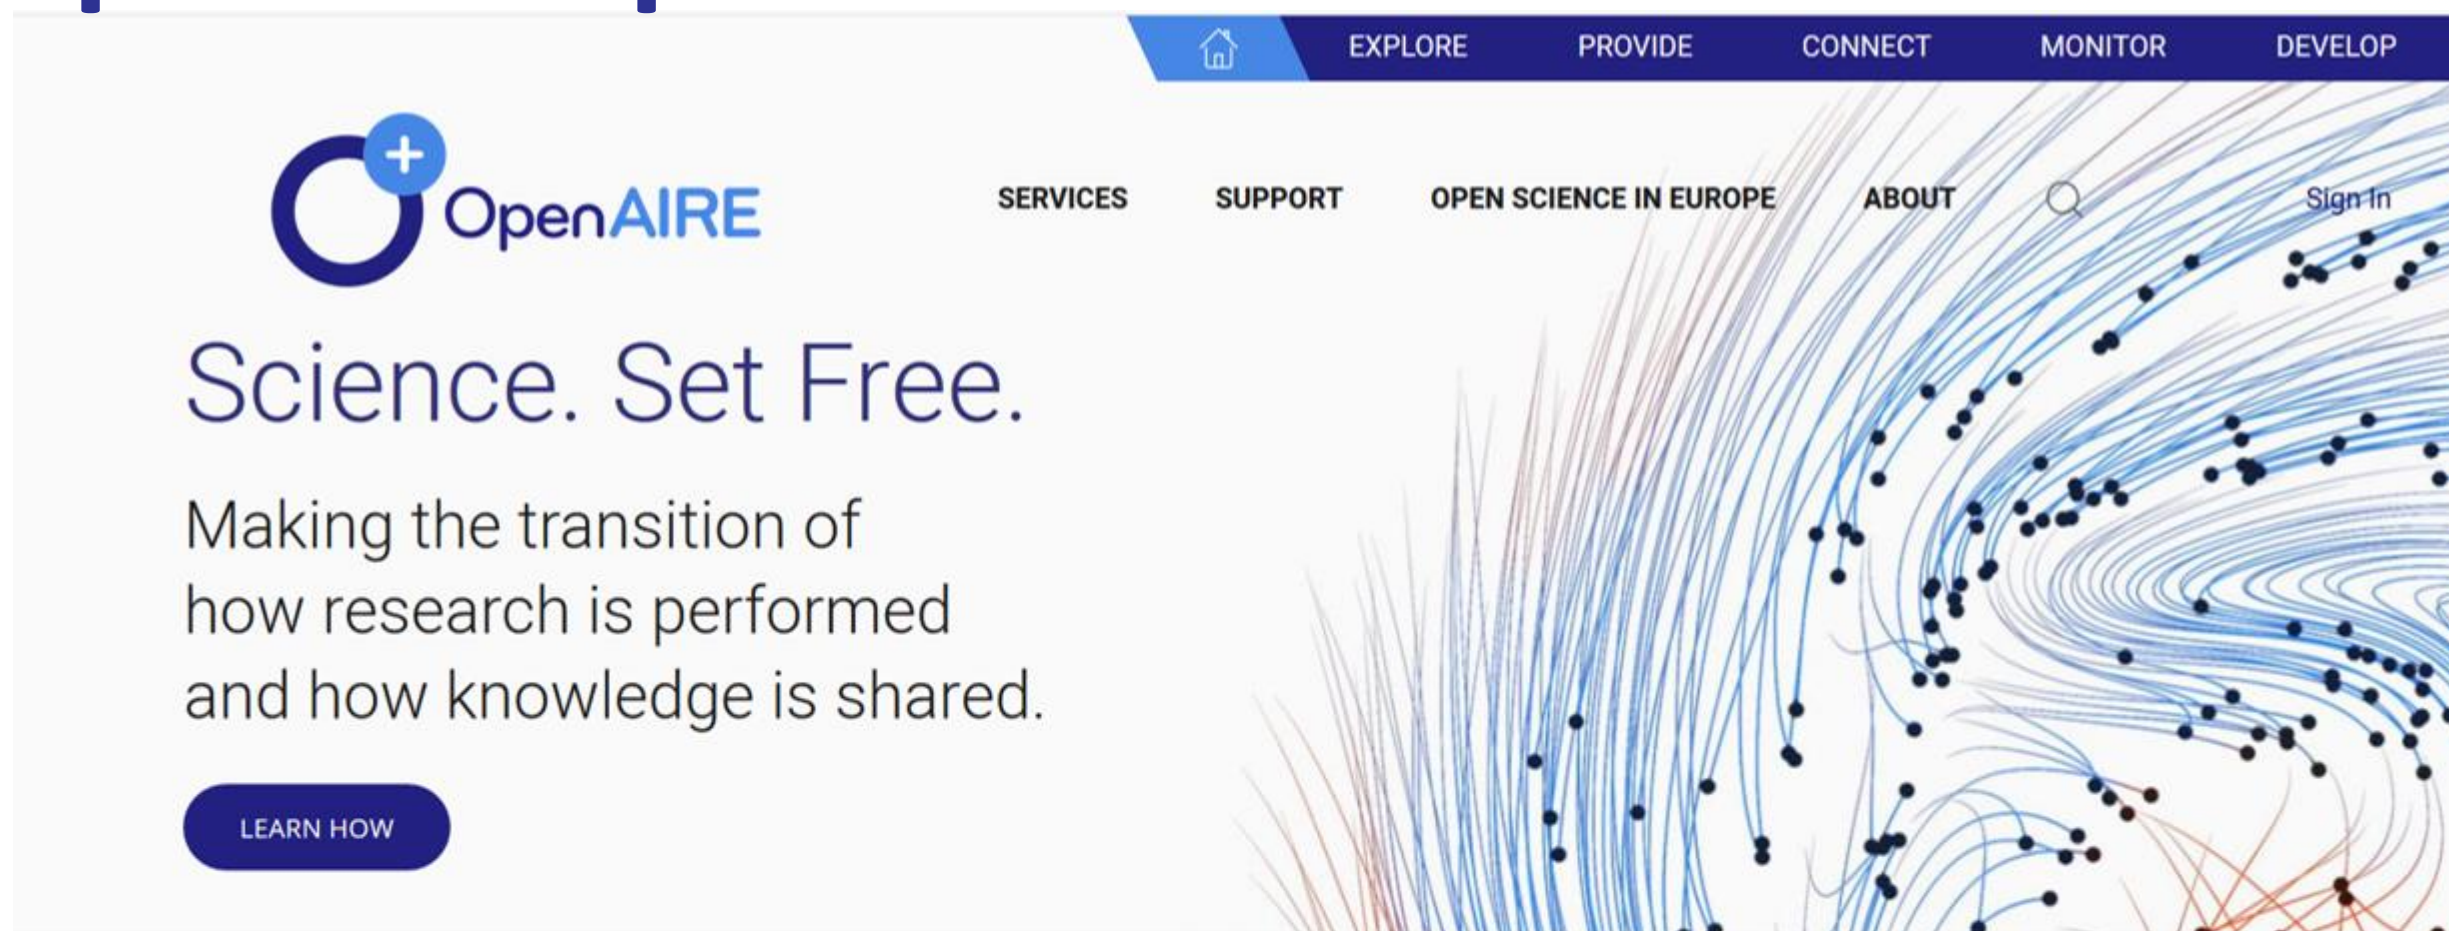 EXPLORE PROVIDE CONNECT MONITOR DEVELOP
OpenAIRE
SERVICES SUPPORT OPEN SCIENCE IN EUROPE ABOUT Sign In
Science. Set Free.
Making the transition of
how research is performed
and how knowledge is shared.
LEARN HOW